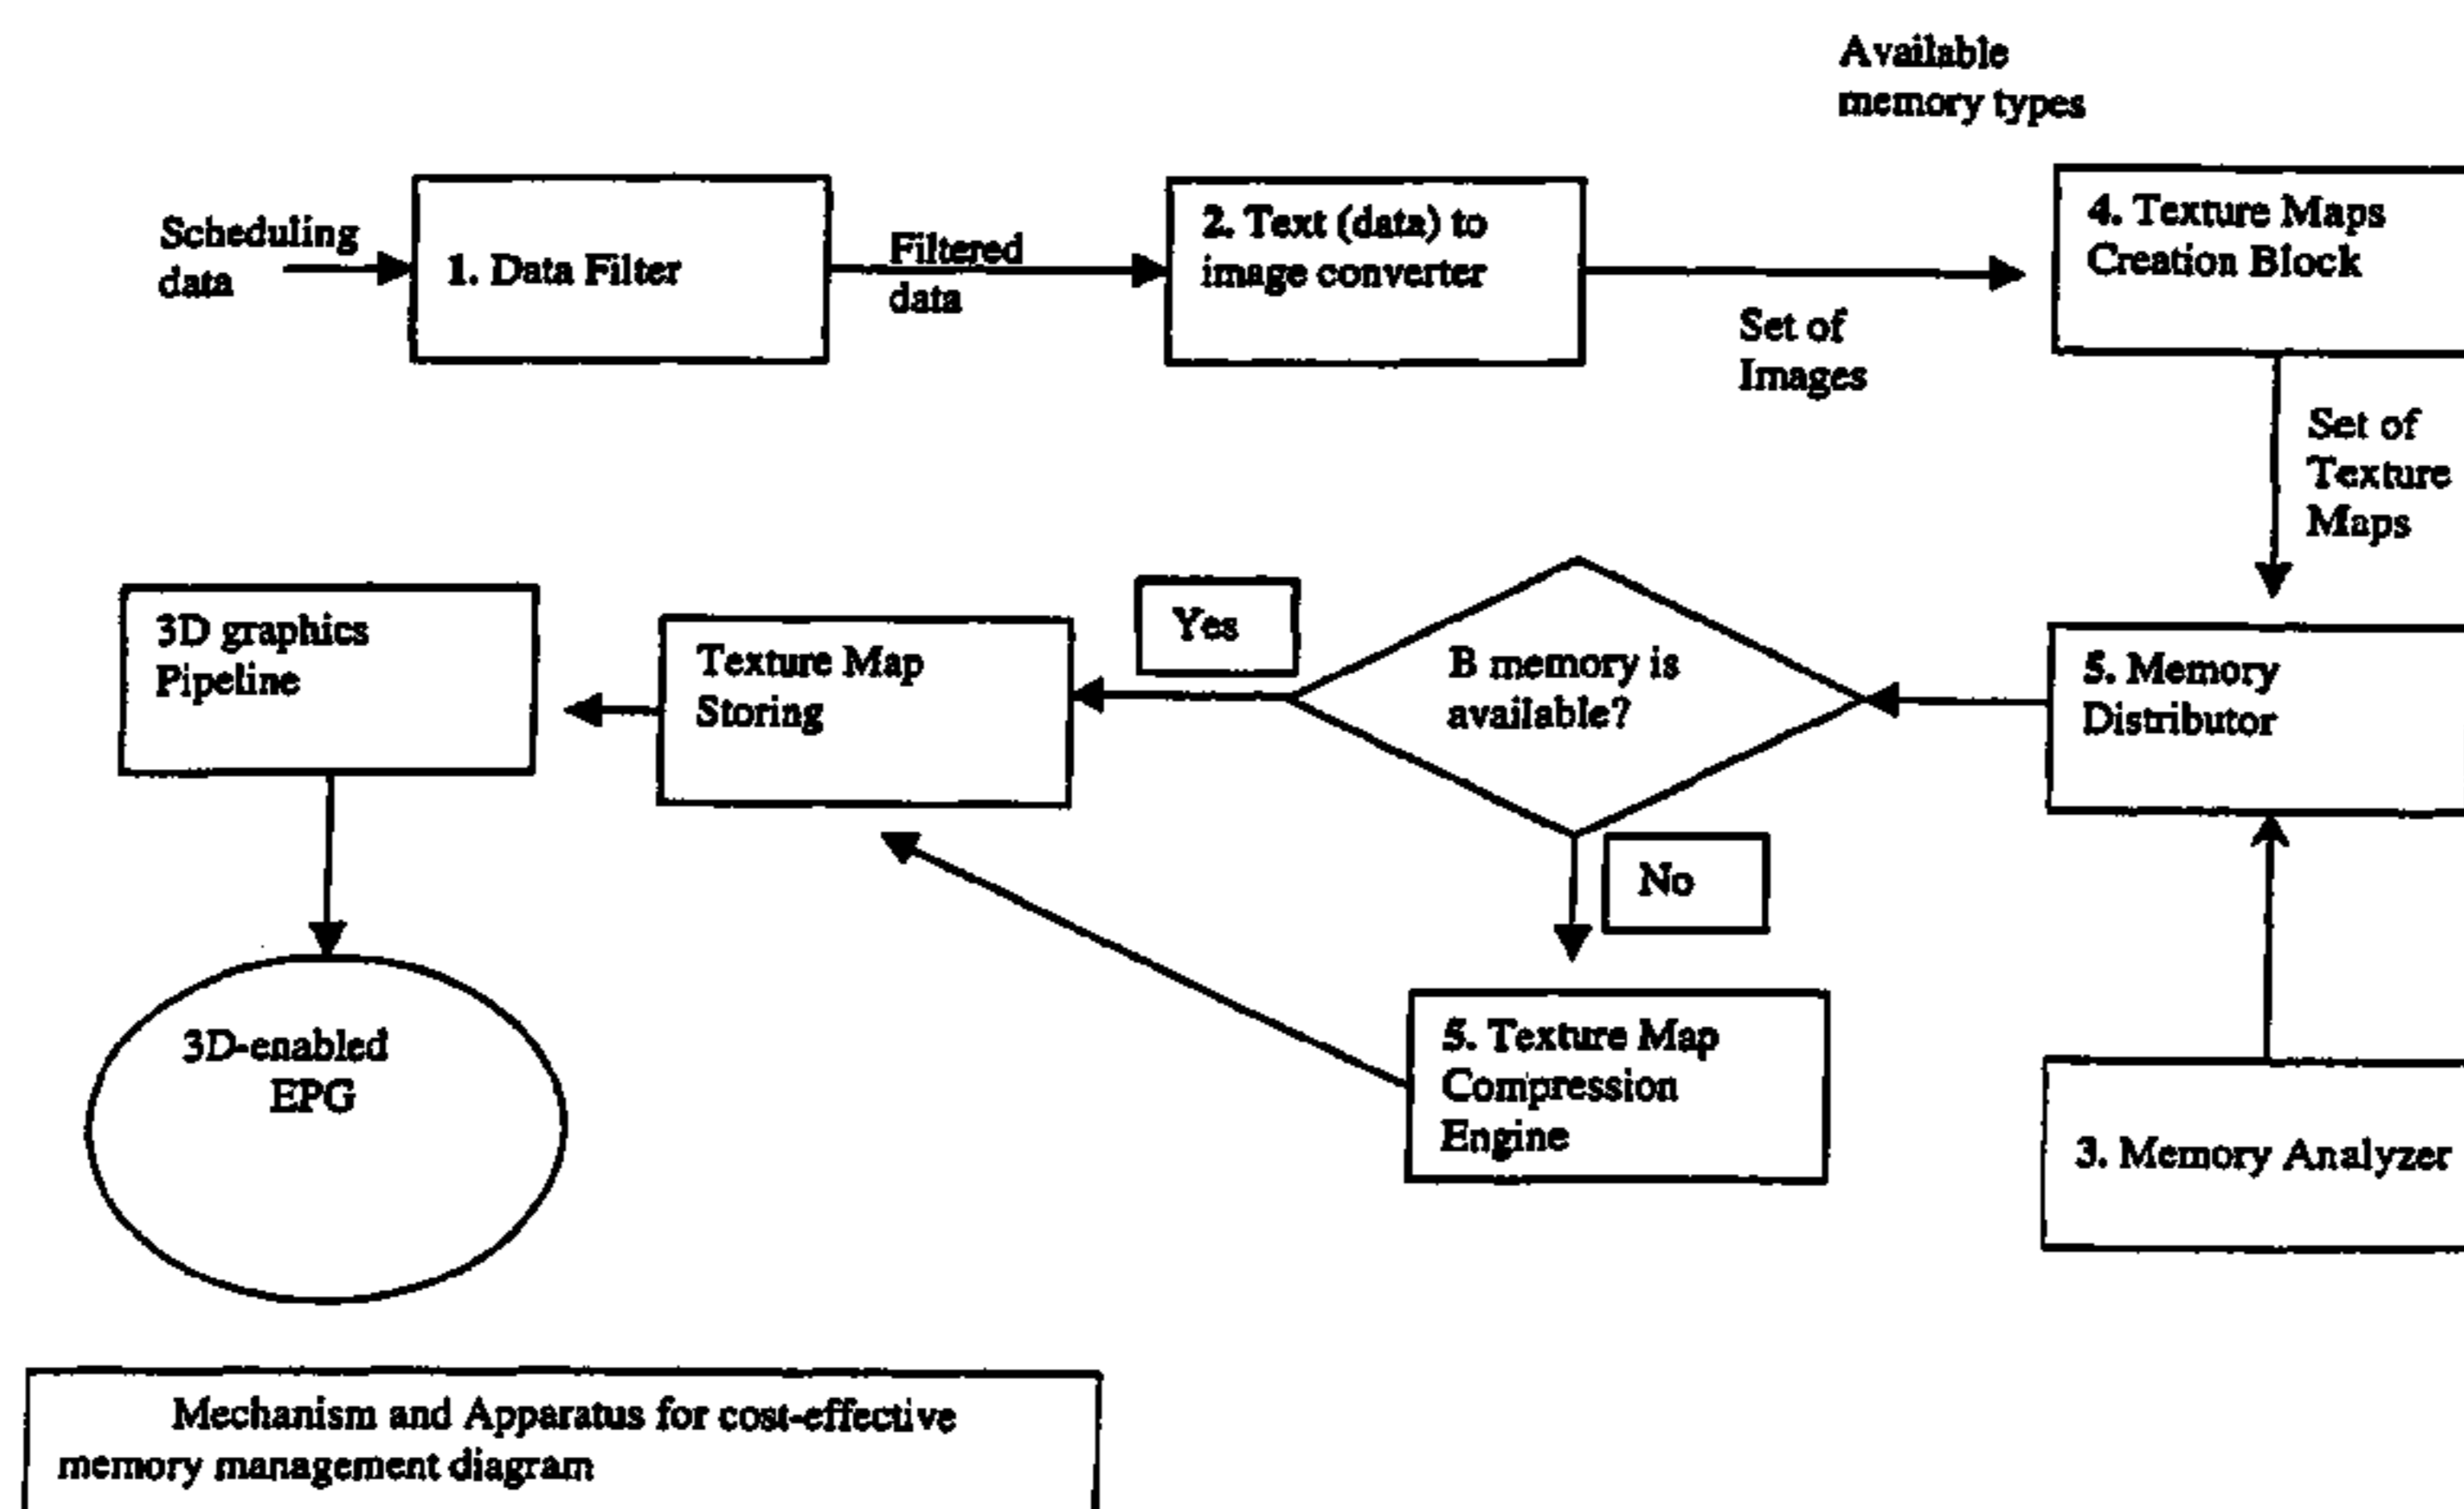 Available
memory types
Scheduling
data
1. Data Filter
Filtered
data
2. Text (data) to
image converter
Set of
Images
4. Texture Maps
Creation Block
Set of
Texture
Maps
3D graphics
Pipeline
Texture Map
Storing
Yes
B memory is
available?
5. Memory
Distributor
No
3D-enabled
EPG
5. Texture Map
Compression
Engine
3. Memory Analyzer
Mechanism and Apparatus for cost-effective
memory management diagram